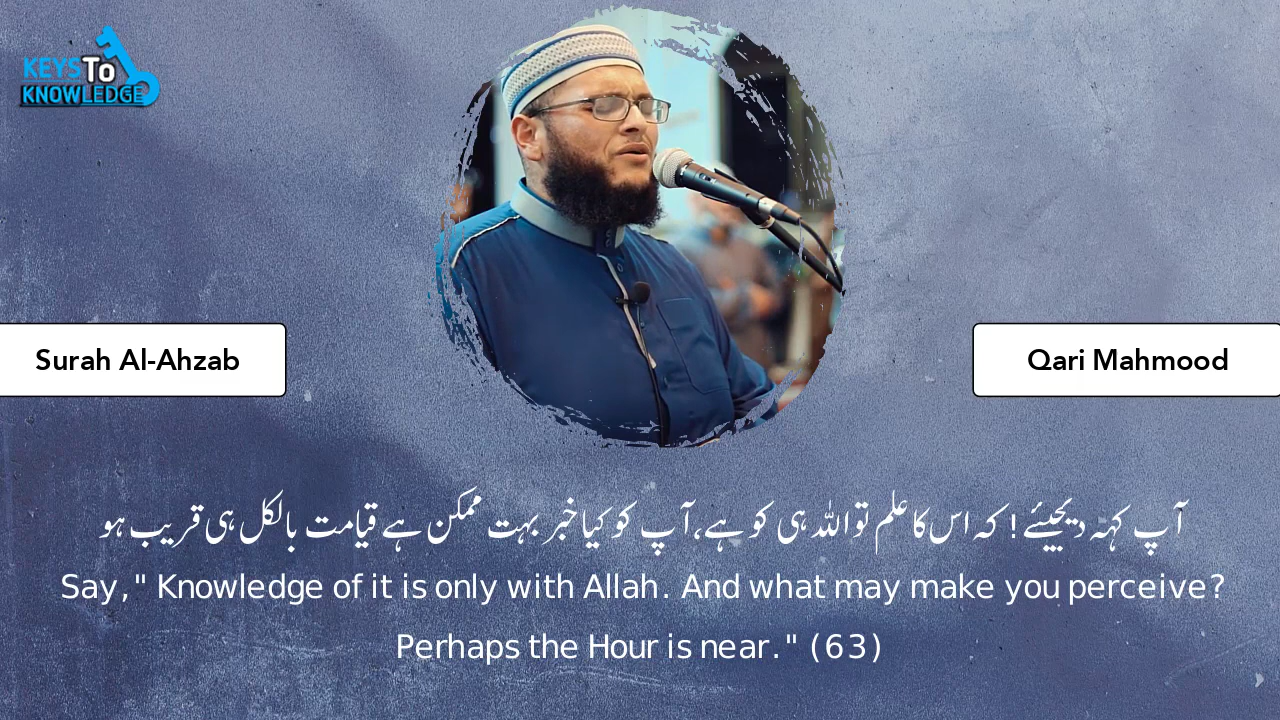 KEYS To
KNOWLEDGE
Surah Al-Ahzab
Qari Mahmood
آپ کہہ دیجیئے! کہ اس کا علم تو اللہ ہی کو ہے، آپ کو کیا خبر بہت ممکن ہے قیامت بالکل ہی قریب ہو
Say," Knowledge of it is only with Allah. And what may make you perceive?
Perhaps the Hour is near." (63)